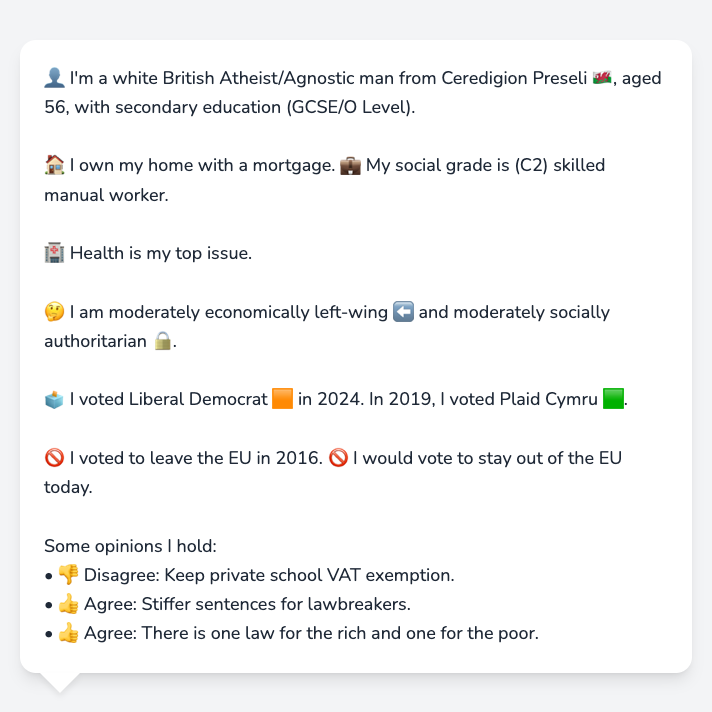 👤 I'm a white British Atheist/Agnostic man from Ceredigion Preseli 🏴󠁧󠁢󠁷󠁬󠁳󠁿, aged
56, with secondary education (GCSE/O Level).
🏠 I own my home with a mortgage. 💼 My social grade is (C2) skilled
manual worker.
🏥 Health is my top issue.
🤔 I am moderately economically left-wing ⬅️ and moderately socially
authoritarian 🔒.
🗳️ I voted Liberal Democrat 🟧 in 2024. In 2019, I voted Plaid Cymru 🟩.
🚫 I voted to leave the EU in 2016. 🚫 I would vote to stay out of the EU
today.
Some opinions I hold:
• 👎 Disagree: Keep private school VAT exemption.
• 👍 Agree: Stiffer sentences for lawbreakers.
• 👍 Agree: There is one law for the rich and one for the poor.